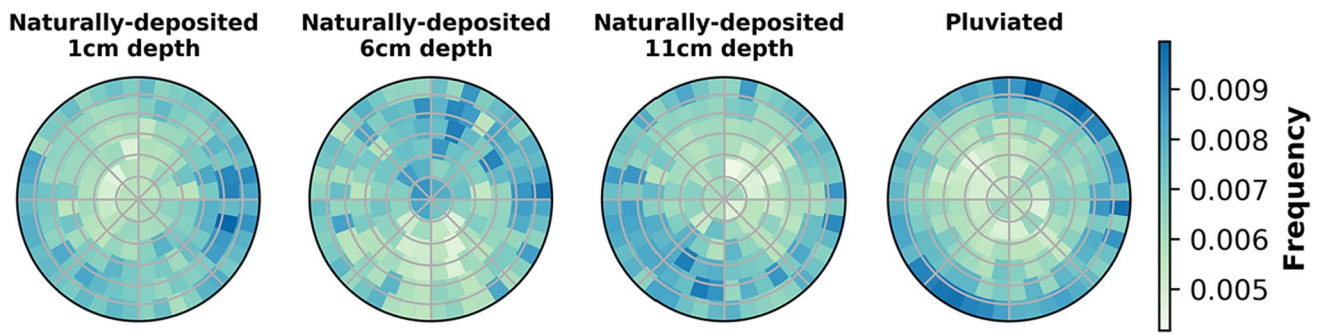 Naturally-deposited
1cm depth
Naturally-deposited
6cm depth
Naturally-deposited
11cm depth
Pluviated
0.009
0.008
0.007
0.006
0.005
Frequency